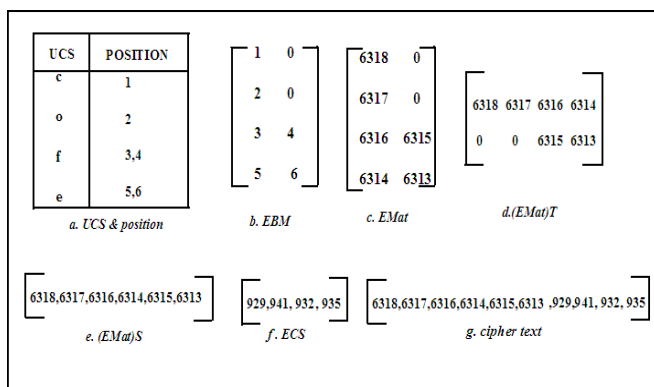 UCS POSITION
c 1
o 2
f 3,4
e 5,6
a. UCS & position
1 0
2 0
3 4
5 6
b. EBM
6318 0
6317 0
6316 6315
6314 6313
c. EMat
6318 6317 6316 6314
0 0 6315 6313
d.(EMat)T
6318,6317,6316,6314,6315,6313
e. (EMat)S
929,941, 932, 935
f. ECS
6318,6317,6316,6314,6315,6313 ,929,941, 932, 935
g. cipher text